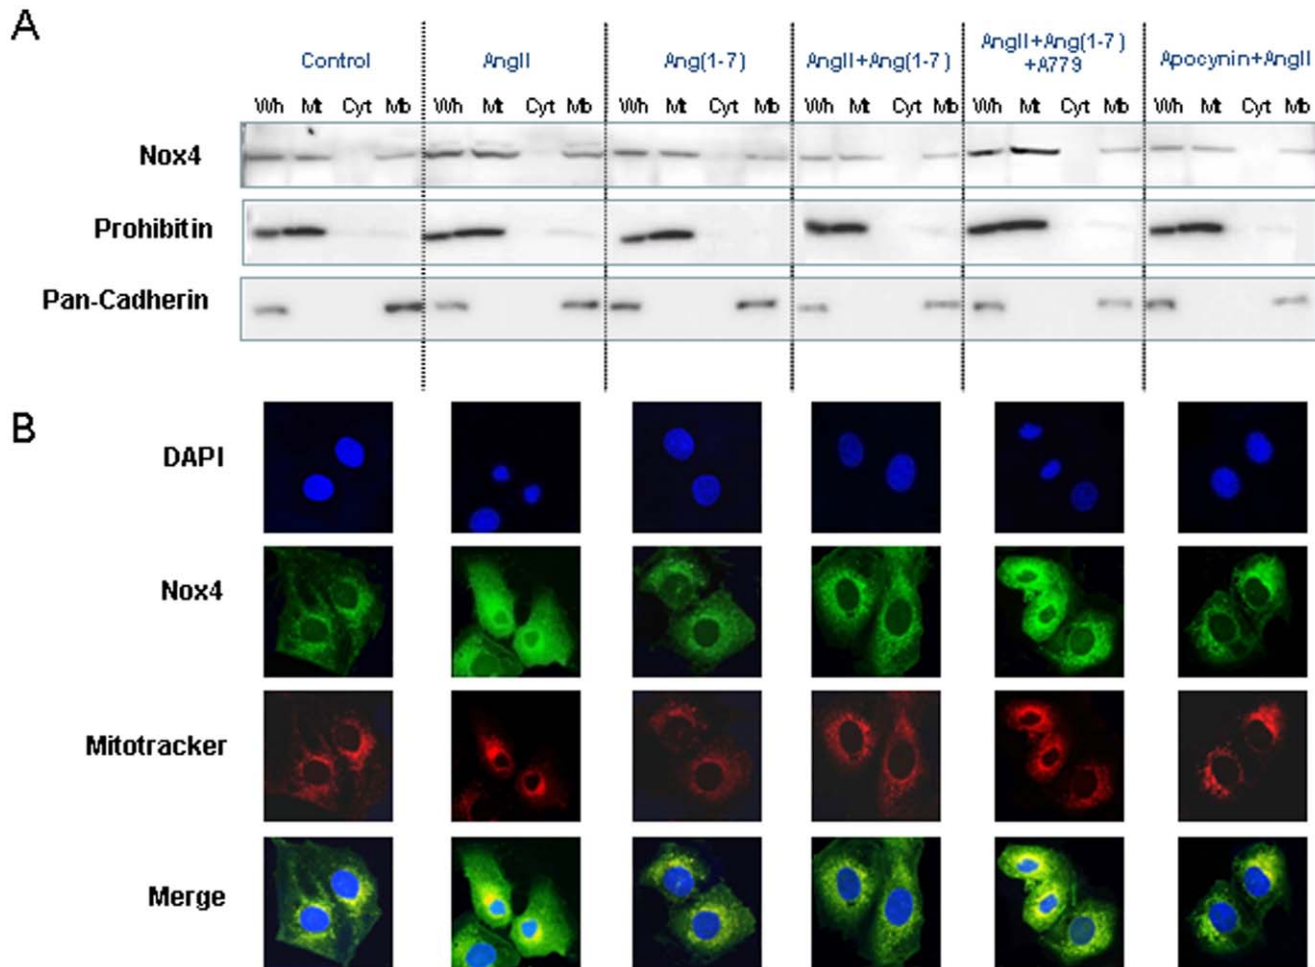 A
Control AngII Ang(1-7) AngII+Ang(1-7) AngII+Ang(1-7) +A779 Apocynin+AngII
Wh Mt Cyt Mb Wh Mt Cyt Mb Wh Mt Cyt Mb Wh Mt Cyt Mb Wh Mt Cyt Mb Wh Mt Cyt Mb
Nox4
Prohibitin
Pan-Cadherin
B
DAPI
Nox4
Mitotracker
Merge